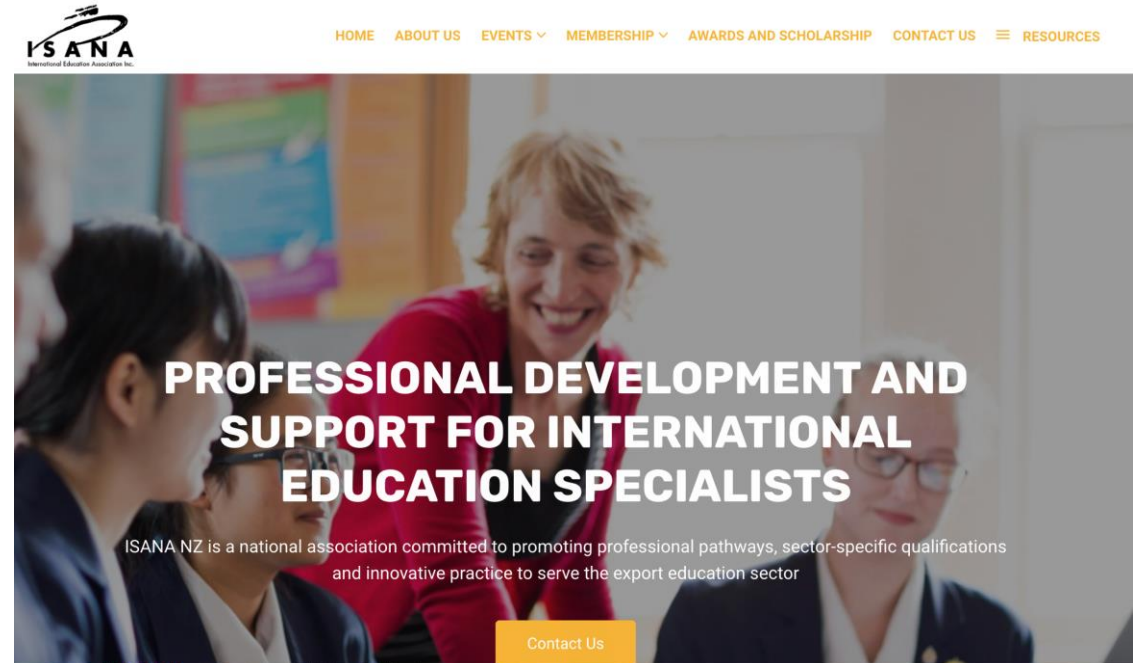 ISANA
International Education Association Inc.
HOME ABOUT US EVENTS MEMBERSHIP AWARDS AND SCHOLARSHIP CONTACT US RESOURCES
PROFESSIONAL DEVELOPMENT AND
SUPPORT FOR INTERNATIONAL
EDUCATION SPECIALISTS
ISANA NZ is a national association committed to promoting professional pathways, sector-specific qualifications
and innovative practice to serve the export education sector
Contact Us